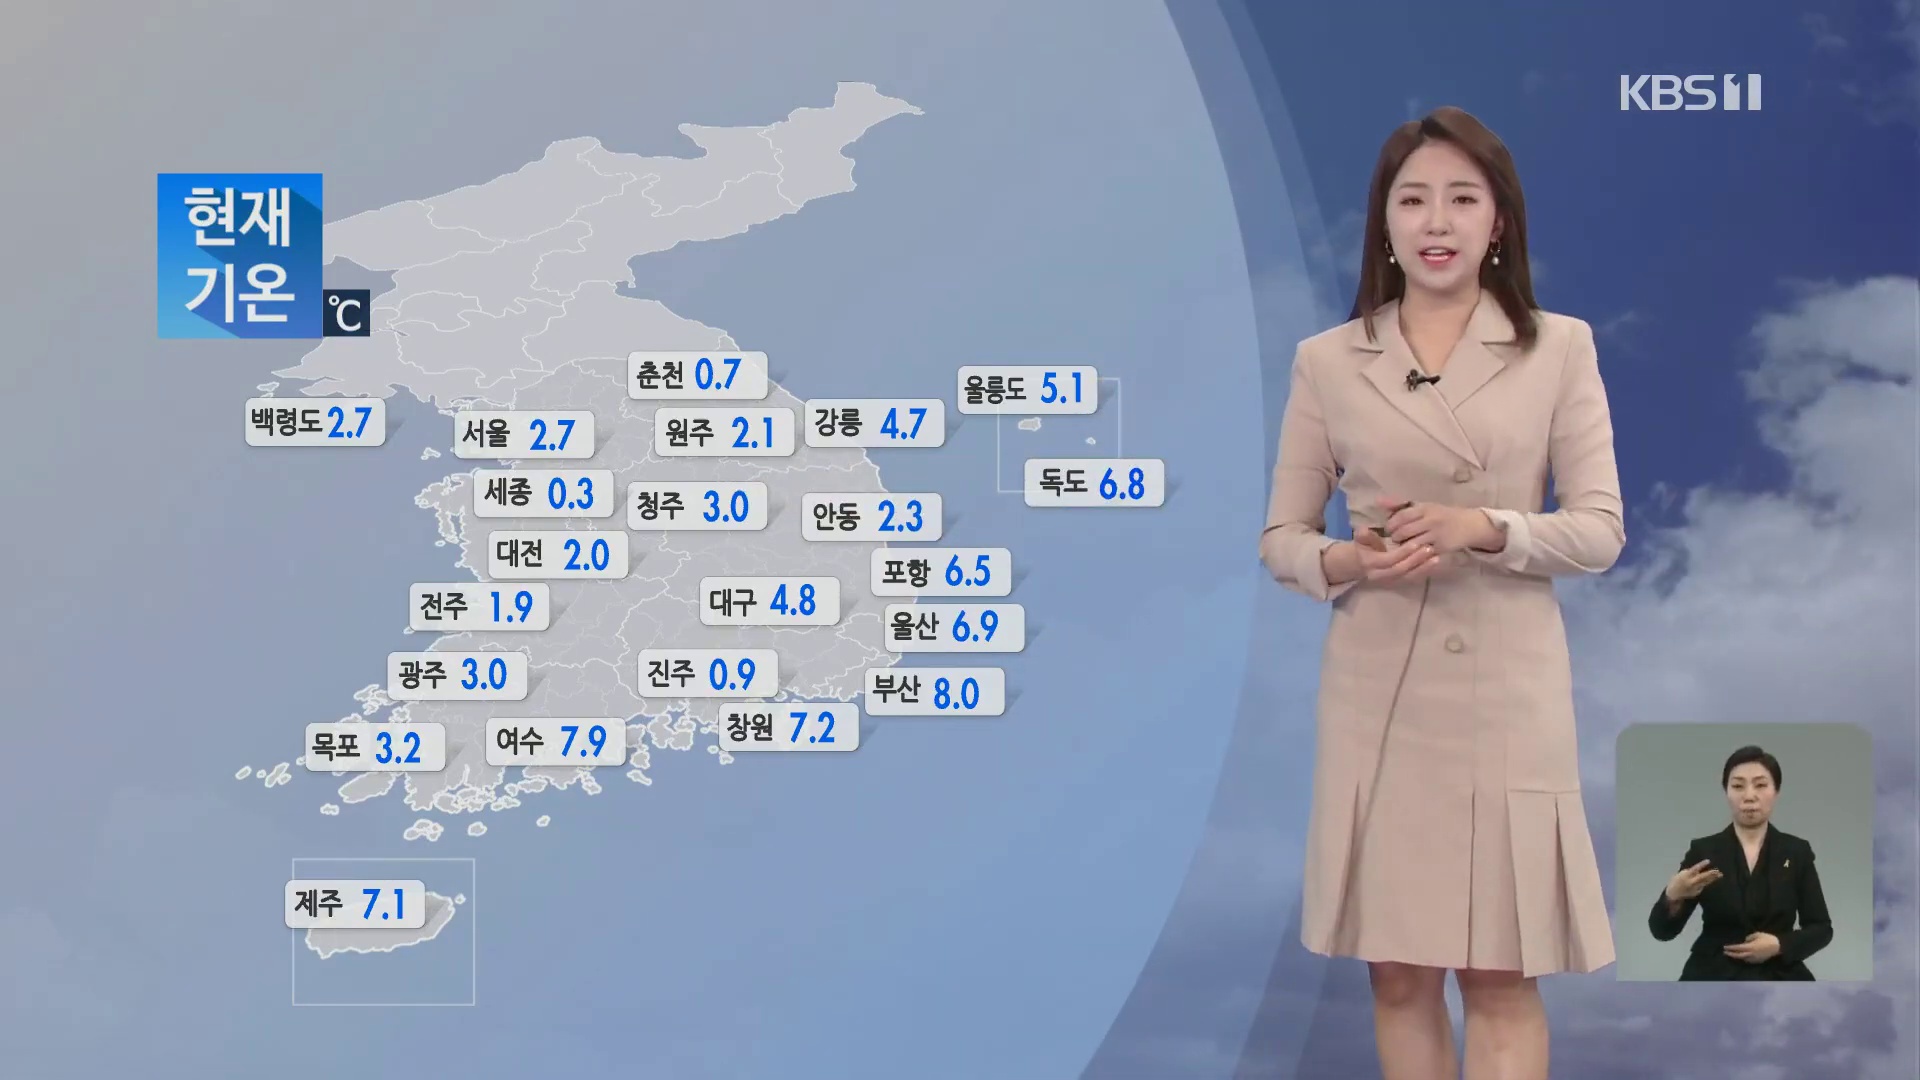 KBS 1
현재
기온
℃
춘천 0.7
울릉도 5.1
백령도 2.7
서울 2.7
원주 2.1
강릉 4.7
독도 6.8
세종 0.3
청주 3.0
안동 2.3
대전 2.0
포항 6.5
전주 1.9
대구 4.8
울산 6.9
광주 3.0
진주 0.9
부산 8.0
목포 3.2
여수 7.9
창원 7.2
제주 7.1